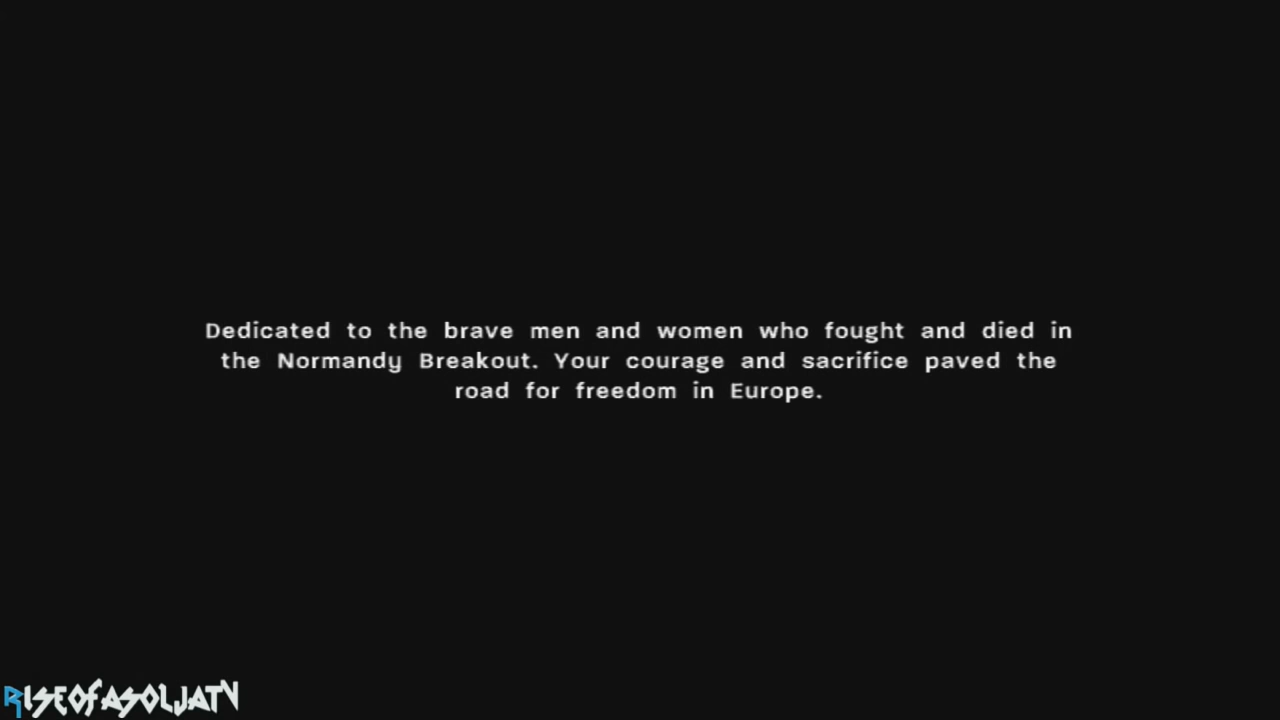 Dedicated to the brave men and women who fought and died in
the Normandy Breakout. Your courage and sacrifice paved the
road for freedom in Europe.
RISEOFASOLJATV